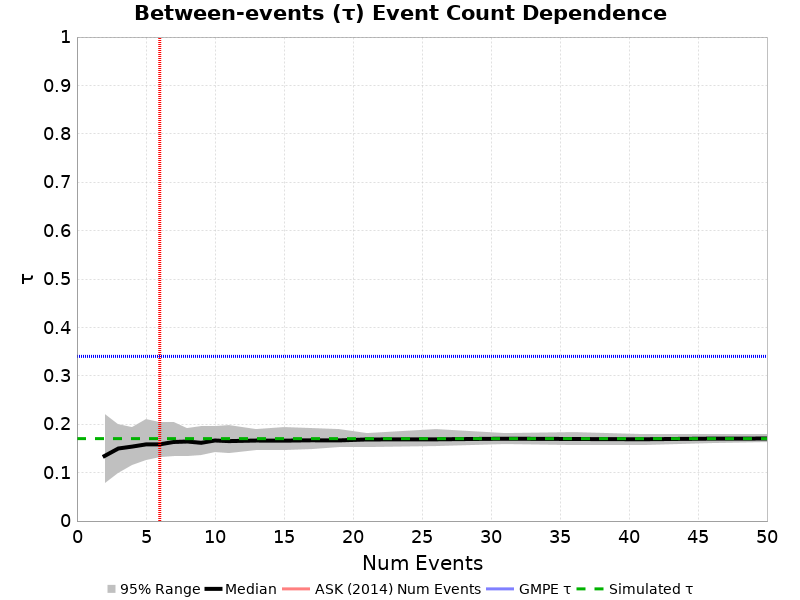 Between-events (τ) Event Count Dependence
1
0.9
0.8
0.7
0.6
0.5
0.4
0.3
0.2
0.1
0
τ
0 5 10 15 20 25 30 35 40 45 50
Num Events
95% Range Median ASK (2014) Num Events GMPE τ Simulated τ